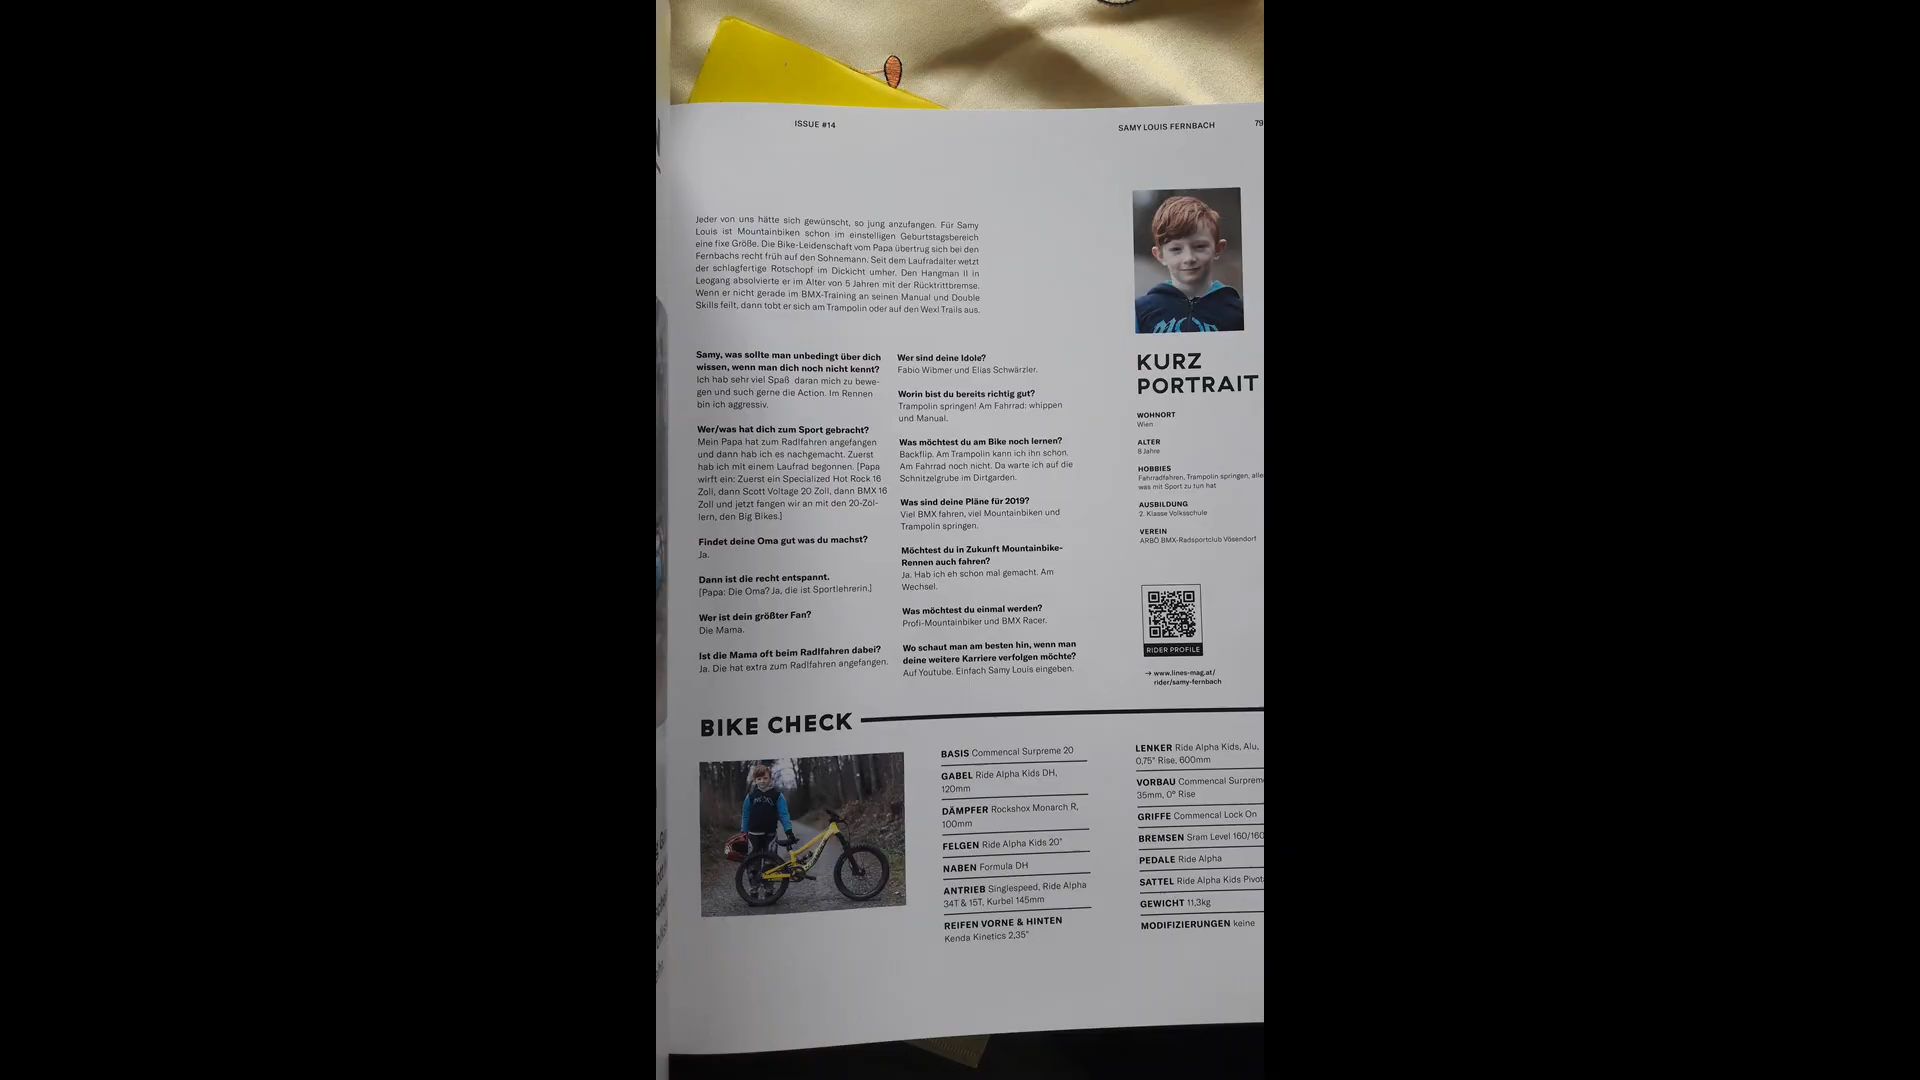 ISSUE #14
SAMY LOUIS FERNBACH
79
Jeder von uns hätte sich gewünscht, so jung anzufangen. Für Samy
Louis ist Mountainbiken schon im einstelligen Geburtstagsbereich
eine fixe Größe. Die Bike-Leidenschaft vom Papa übertrug sich bei den
Fernbachs recht früh auf den Sohnemann. Seit dem Laufradalter wetzt
der schlagfertige Rotschopf im Dickicht umher. Den Hangman II in
Leogang absolvierte er im Alter von 5 Jahren mit der Rücktrittbremse.
Wenn er nicht gerade im BMX-Training an seinen Manual und Double
Skills feilt, dann tobt er sich am Trampolin oder auf den Wexl Trails aus.
Samy, was sollte man unbedingt über dich
wissen, wenn man dich noch nicht kennt?
Ich hab sehr viel Spaß daran mich zu bewe-
gen und such gerne die Action. Im Rennen
bin ich aggressiv.
Wer/was hat dich zum Sport gebracht?
Mein Papa hat zum Radlfahren angefangen
und dann hab ich es nachgemacht. Zuerst
hab ich mit einem Laufrad begonnen. [Papa
wirft ein: Zuerst ein Specialized Hot Rock 16
Zoll, dann Scott Voltage 20 Zoll, dann BMX 16
Zoll und jetzt fangen wir an mit den 20-Zöl-
lern, den Big Bikes.]
Findet deine Oma gut was du machst?
Ja.
Dann ist die recht entspannt.
[Papa: Die Oma? Ja, die ist Sportlehrerin.]
Wer ist dein größter Fan?
Die Mama.
Ist die Mama oft beim Radlfahren dabei?
Ja. Die hat extra zum Radlfahren angefangen.
Wer sind deine Idole?
Fabio Wibmer und Elias Schwärzler.
Worin bist du bereits richtig gut?
Trampolin springen! Am Fahrrad: whippen
und Manual.
Was möchtest du am Bike noch lernen?
Backflip. Am Trampolin kann ich ihn schon.
Am Fahrrad noch nicht. Da warte ich auf die
Schnitzelgrube im Dirtgarden.
Was sind deine Pläne für 2019?
Viel BMX fahren, viel Mountainbiken und
Trampolin springen.
Möchtest du in Zukunft Mountainbike-
Rennen auch fahren?
Ja. Hab ich eh schon mal gemacht. Am
Wechsel.
Was möchtest du einmal werden?
Profi-Mountainbiker und BMX Racer.
Wo schaut man am besten hin, wenn man
deine weitere Karriere verfolgen möchte?
Auf Youtube. Einfach Samy Louis eingeben.
KURZ
PORTRAIT
WOHNORT
Wien
ALTER
8 Jahre
HOBBIES
Fahrradfahren, Trampolin springen, alle
was mit Sport zu tun hat
AUSBILDUNG
2. Klasse Volksschule
VEREIN
ARBÖ BMX-Radsportclub Vösendorf
RIDER PROFILE
→ www.lines-mag.at/
rider/samy-fernbach
BIKE CHECK
BASIS Commencal Surpreme 20
GABEL Ride Alpha Kids DH,
120mm
DÄMPFER Rockshox Monarch R,
100mm
FELGEN Ride Alpha Kids 20"
NABEN Formula DH
ANTRIEB Singlespeed, Ride Alpha
34T & 15T, Kurbel 145mm
REIFEN VORNE & HINTEN
Kenda Kinetics 2,35"
LENKER Ride Alpha Kids, Alu,
0,75" Rise, 600mm
VORBAU Commencal Surprem
35mm, 0° Rise
GRIFFE Commencal Lock On
BREMSEN Sram Level 160/160
PEDALE Ride Alpha
SATTEL Ride Alpha Kids Pivot
GEWICHT 11,3kg
MODIFIZIERUNGEN keine